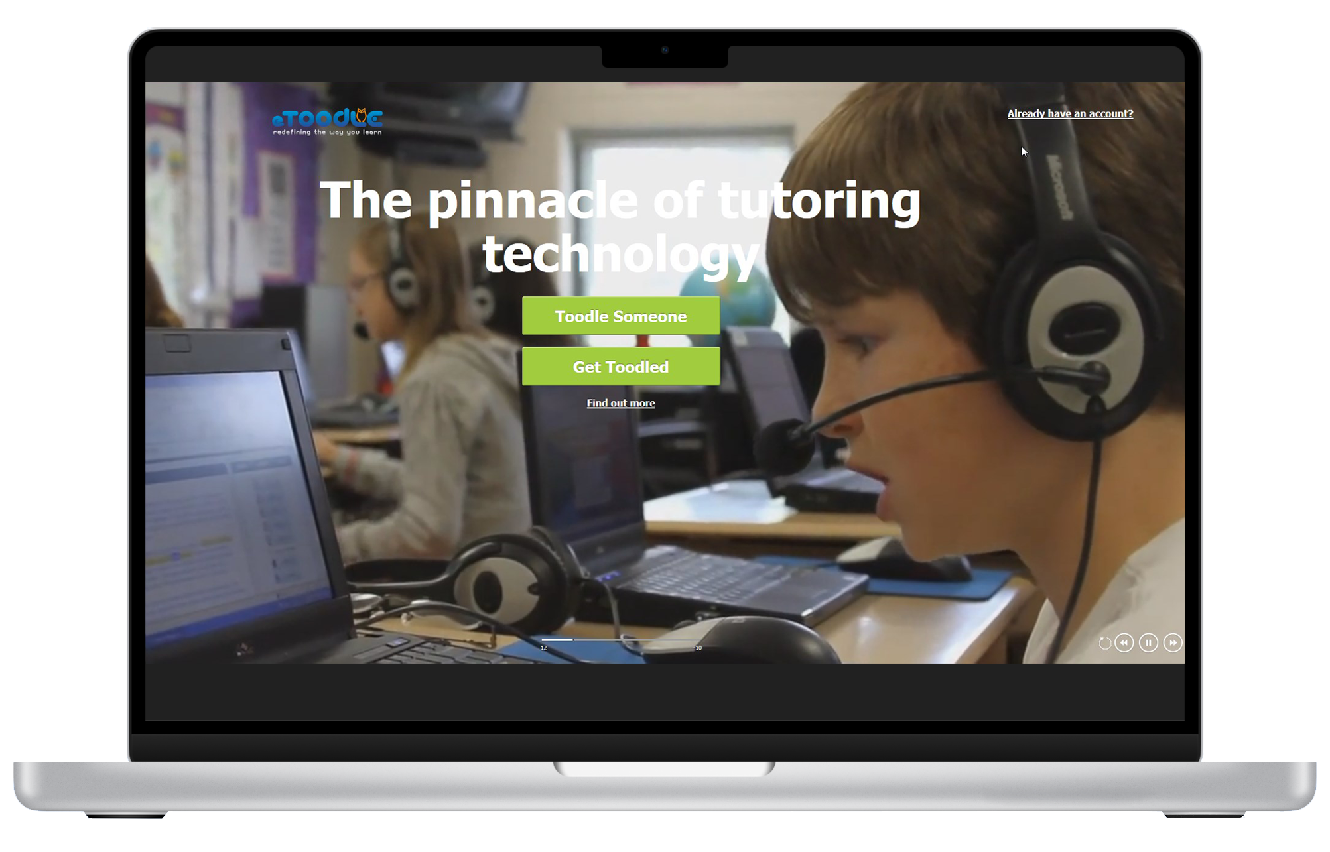 eToodle
redefining the way you learn
Already have an account?
Microsoft
The pinnacle of tutoring
technology
Toodle Someone
Get Toodled
Find out more